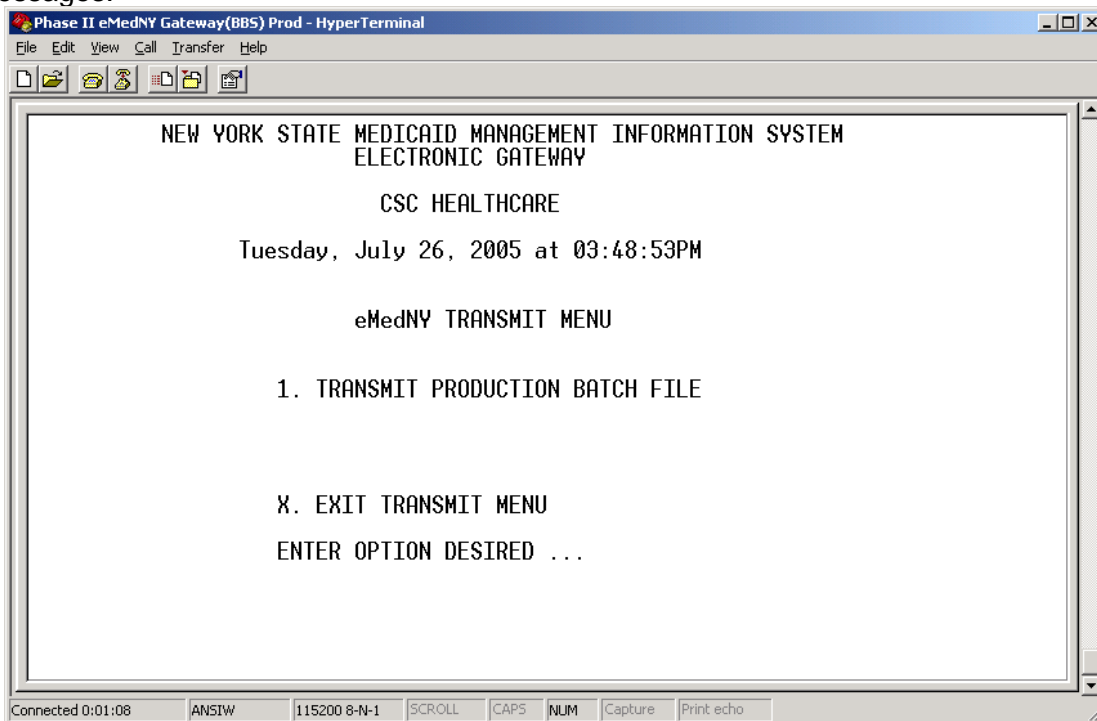 Phase II eMedNY Gateway(BBS) Prod - HyperTerminal
File Edit View Call Transfer Help
NEW YORK STATE MEDICAID MANAGEMENT INFORMATION SYSTEM
ELECTRONIC GATEWAY
CSC HEALTHCARE
Tuesday, July 26, 2005 at 03:48:53PM
eMedNY TRANSMIT MENU
1. TRANSMIT PRODUCTION BATCH FILE
X. EXIT TRANSMIT MENU
ENTER OPTION DESIRED ...
Connected 0:01:08 ANSIW 115200 8-N-1 SCROLL CAPS NUM Capture Print echo